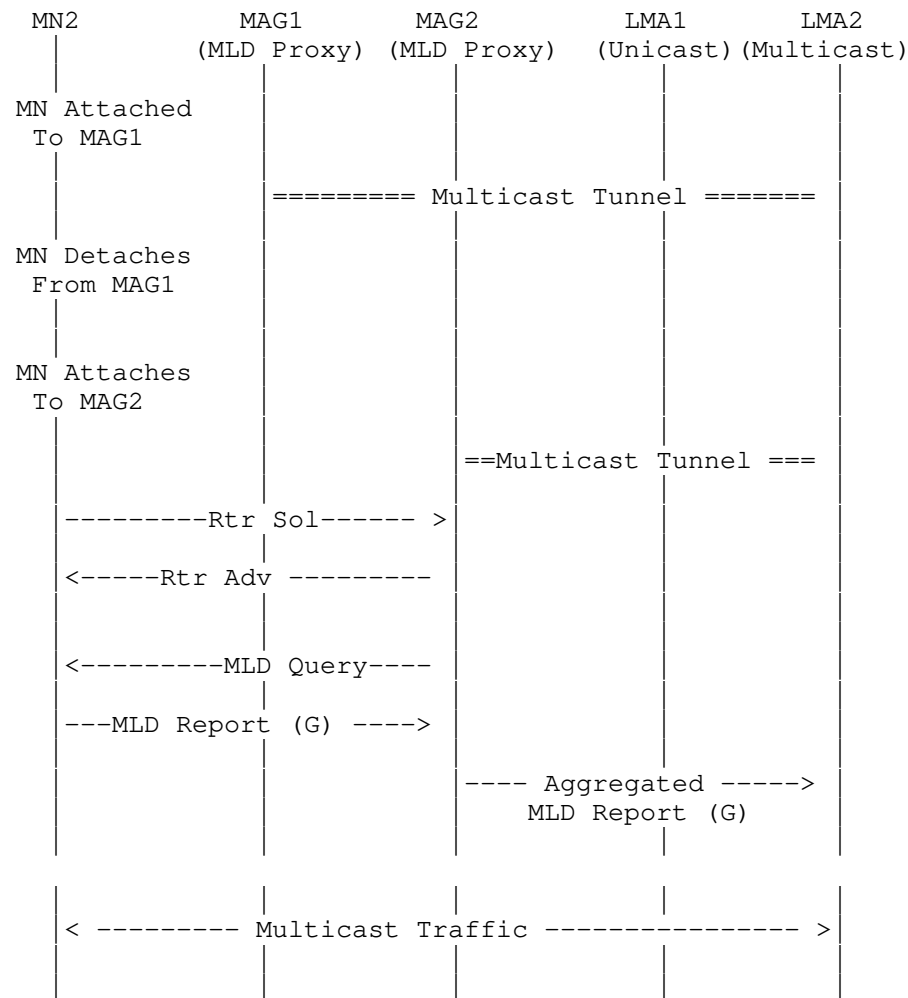 MN2 MAG1 MAG2 LMA1 LMA2
(MLD Proxy) (MLD Proxy) (Unicast) (Multicast)
MN Attached
To MAG1
========= Multicast Tunnel =======
MN Detaches
From MAG1
MN Attaches
To MAG2
==Multicast Tunnel ===
---------Rtr Sol------ >
<-----Rtr Adv ---------
<---------MLD Query----
---MLD Report (G) ---->
---- Aggregated ----->
MLD Report (G)
< --------- Multicast Traffic ---------------- >